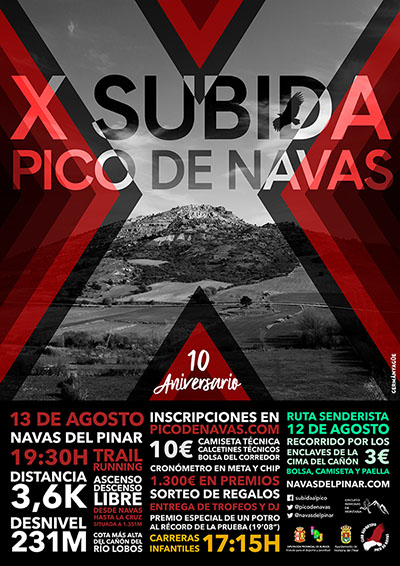 X SUBIDA
PICO DE NAVAS
10
Aniversario
GERMÁNYAGÜE
13 DE AGOSTO
NAVAS DEL PINAR
19:30H TRAIL
RUNNING
DISTANCIA
3,6K
ASCENSO
DESCENSO
LIBRE
DESDE NAVAS
HASTA LA CRUZ
SITUADA A 1.351M
DESNIVEL
231M
COTA MÁS ALTA
DEL CAÑÓN DEL
RÍO LOBOS
INSCRIPCIONES EN
PICODENAVAS.COM
10€
CAMISETA TÉCNICA
CALCETINES TÉCNICOS
BOLSA DEL CORREDOR
CRONÓMETRO EN META Y CHIP
1.300€ EN PREMIOS
SORTEO DE REGALOS
ENTREGA DE TROFEOS Y DJ
PREMIO ESPECIAL DE UN POTRO
AL RÉCORD DE LA PRUEBA (19'08")
CARRERAS
INFANTILES 17:15H
RUTA SENDERISTA
12 DE AGOSTO
RECORRIDO POR LOS
ENCLAVES DE LA
CIMA DEL CAÑÓN 3€
BOLSA, CAMISETA Y PAELLA
NAVASDELPINAR.COM
subidaalpico
@picodenavas
@navasdelpinar